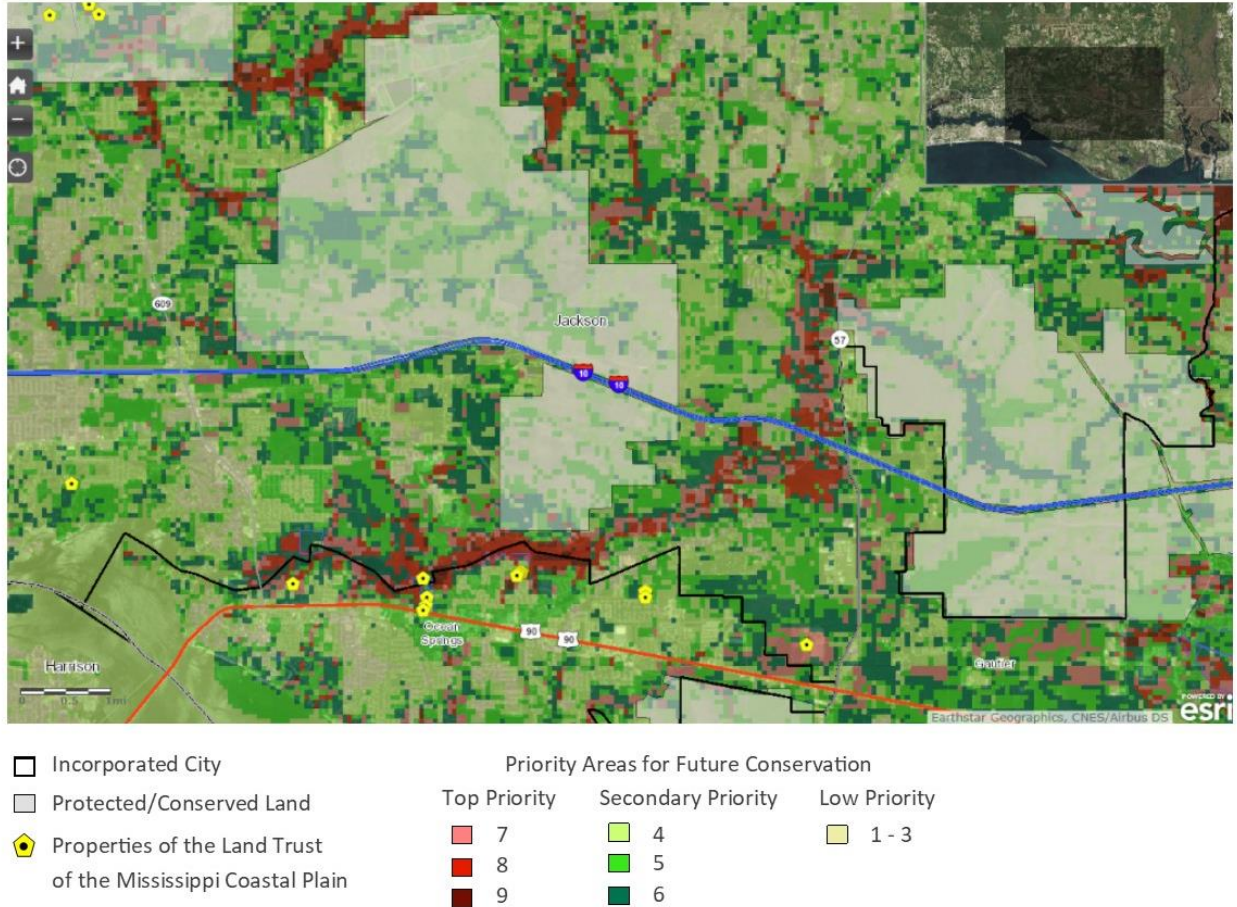 +
−
609
Jackson
57
10
10
Ocean
Springs
90
90
Harrison
Gautier
0 0.5 1mi
POWERED BY
esri
Earthstar Geographics, CNES/Airbus DS
Incorporated City
Protected/Conserved Land
Properties of the Land Trust
of the Mississippi Coastal Plain
Priority Areas for Future Conservation
Top Priority
7
8
9
Secondary Priority
4
5
6
Low Priority
1 - 3